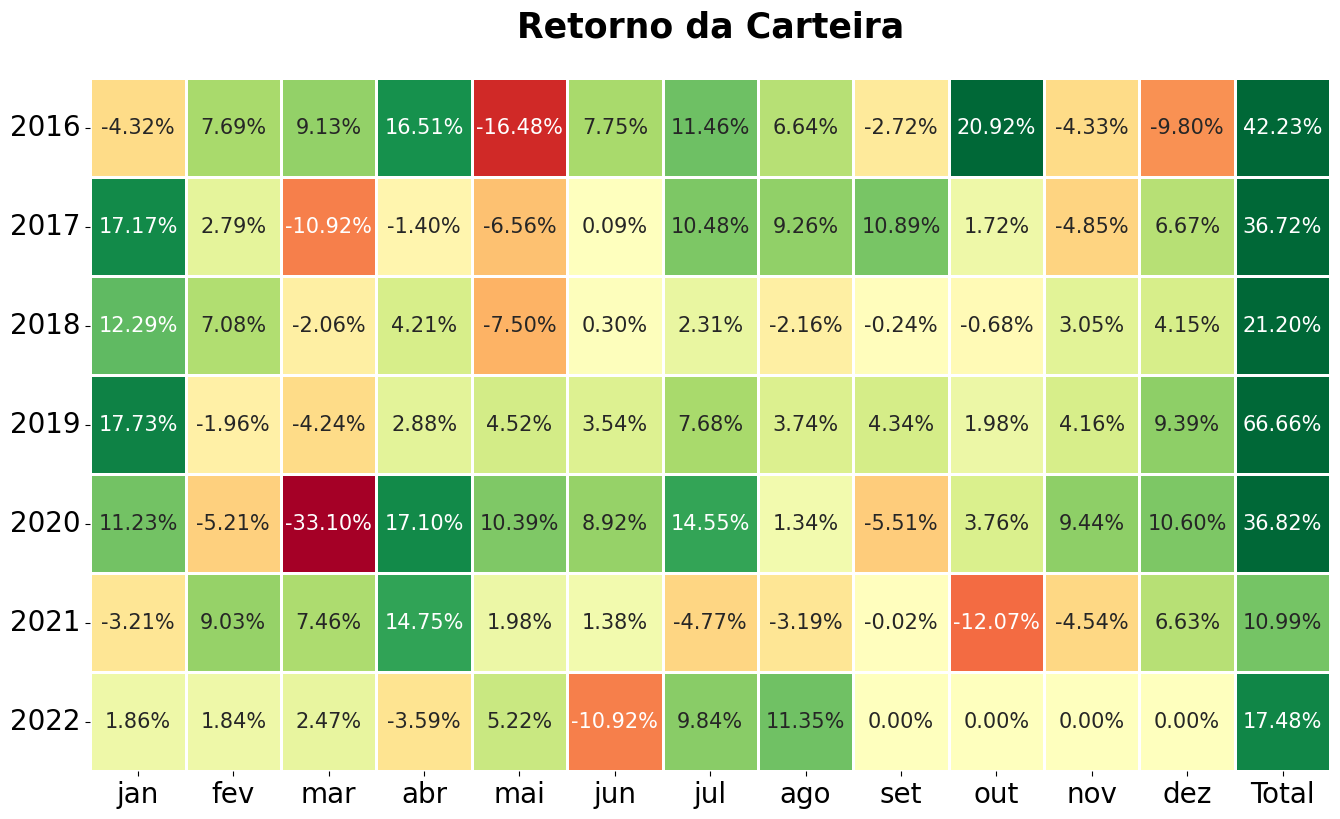 Retorno da Carteira
2016 -4.32% 7.69% 9.13% 16.51% -16.48% 7.75% 11.46% 6.64% -2.72% 20.92% -4.33% -9.80% 42.23%
2017 17.17% 2.79% -10.92% -1.40% -6.56% 0.09% 10.48% 9.26% 10.89% 1.72% -4.85% 6.67% 36.72%
2018 12.29% 7.08% -2.06% 4.21% -7.50% 0.30% 2.31% -2.16% -0.24% -0.68% 3.05% 4.15% 21.20%
2019 17.73% -1.96% -4.24% 2.88% 4.52% 3.54% 7.68% 3.74% 4.34% 1.98% 4.16% 9.39% 66.66%
2020 11.23% -5.21% -33.10% 17.10% 10.39% 8.92% 14.55% 1.34% -5.51% 3.76% 9.44% 10.60% 36.82%
2021 -3.21% 9.03% 7.46% 14.75% 1.98% 1.38% -4.77% -3.19% -0.02% -12.07% -4.54% 6.63% 10.99%
2022 1.86% 1.84% 2.47% -3.59% 5.22% -10.92% 9.84% 11.35% 0.00% 0.00% 0.00% 0.00% 17.48%
jan fev mar abr mai jun jul ago set out nov dez Total